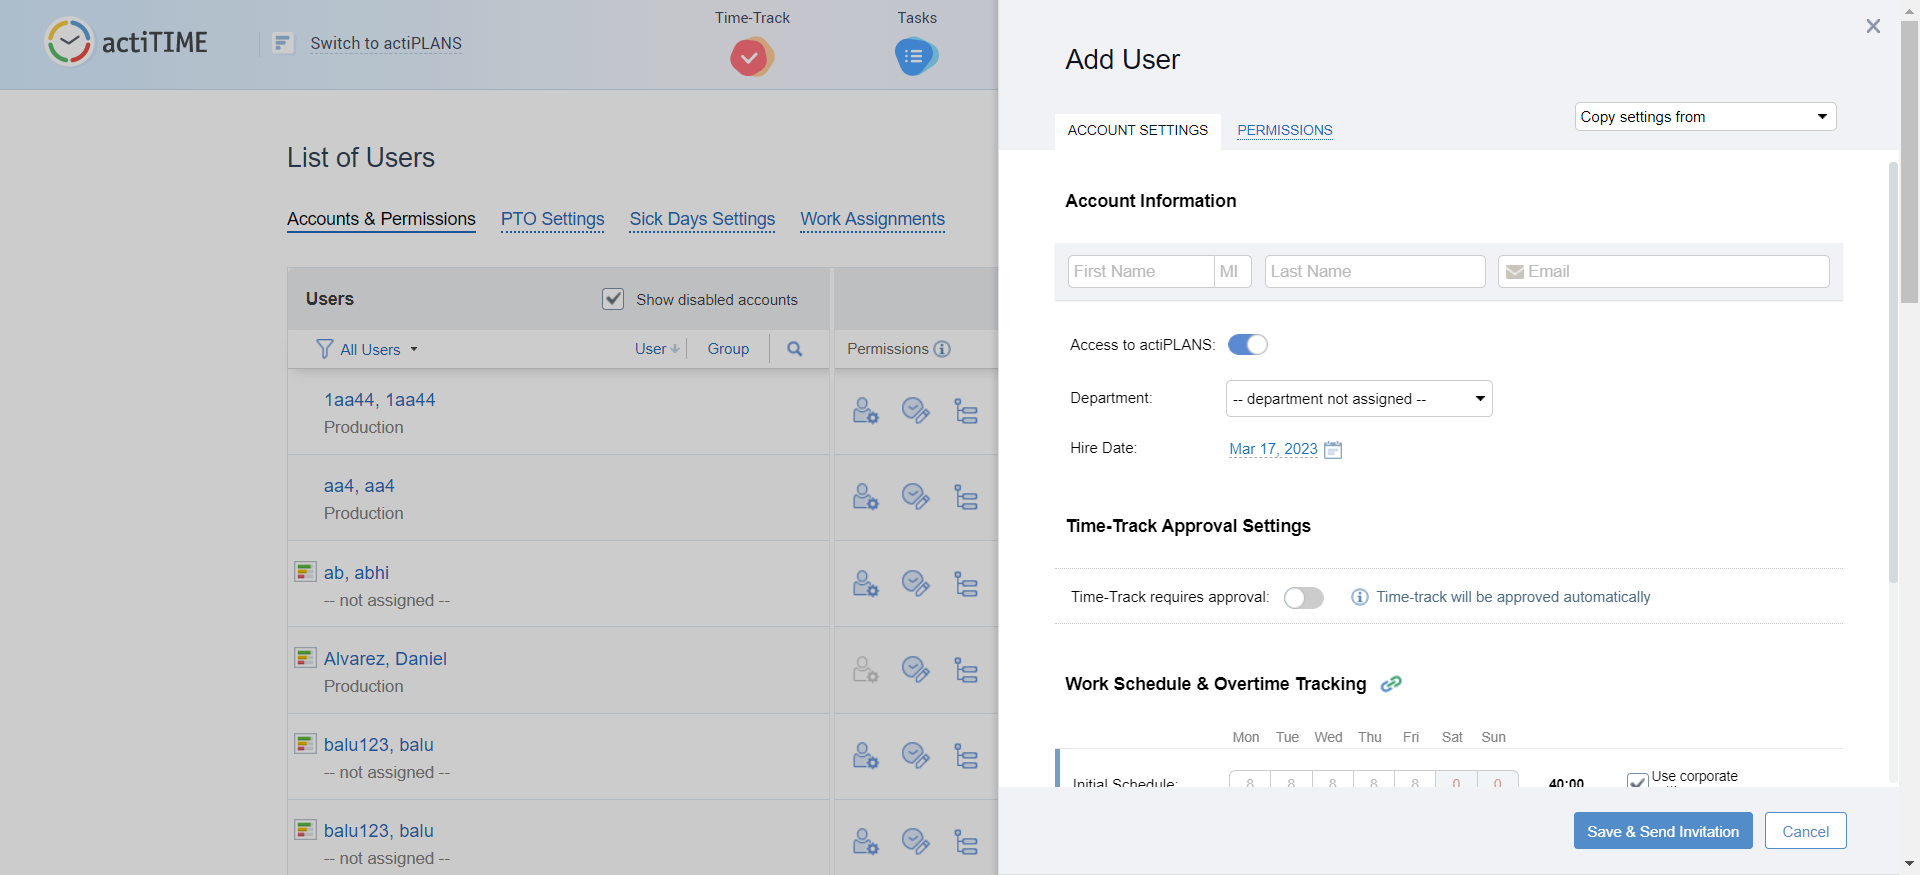 actiTIME
Switch to actiPLANS
Time-Track
Tasks
List of Users
Accounts & Permissions
PTO Settings
Sick Days Settings
Work Assignments
Users
Show disabled accounts
All Users
User
Group
Permissions
1aa44, 1aa44
Production
aa4, aa4
Production
ab, abhi
-- not assigned --
Alvarez, Daniel
Production
balu123, balu
-- not assigned --
balu123, balu
-- not assigned --
Add User
ACCOUNT SETTINGS
PERMISSIONS
Copy settings from
Account Information
First Name
MI
Last Name
Email
Access to actiPLANS:
Department:
-- department not assigned --
Hire Date:
Mar 17, 2023
Time-Track Approval Settings
Time-Track requires approval:
Time-track will be approved automatically
Work Schedule & Overtime Tracking
Mon Tue Wed Thu Fri Sat Sun
Initial Schedule:
8 8 8 8 8 0 0
40:00
Use corporate
Save & Send Invitation
Cancel